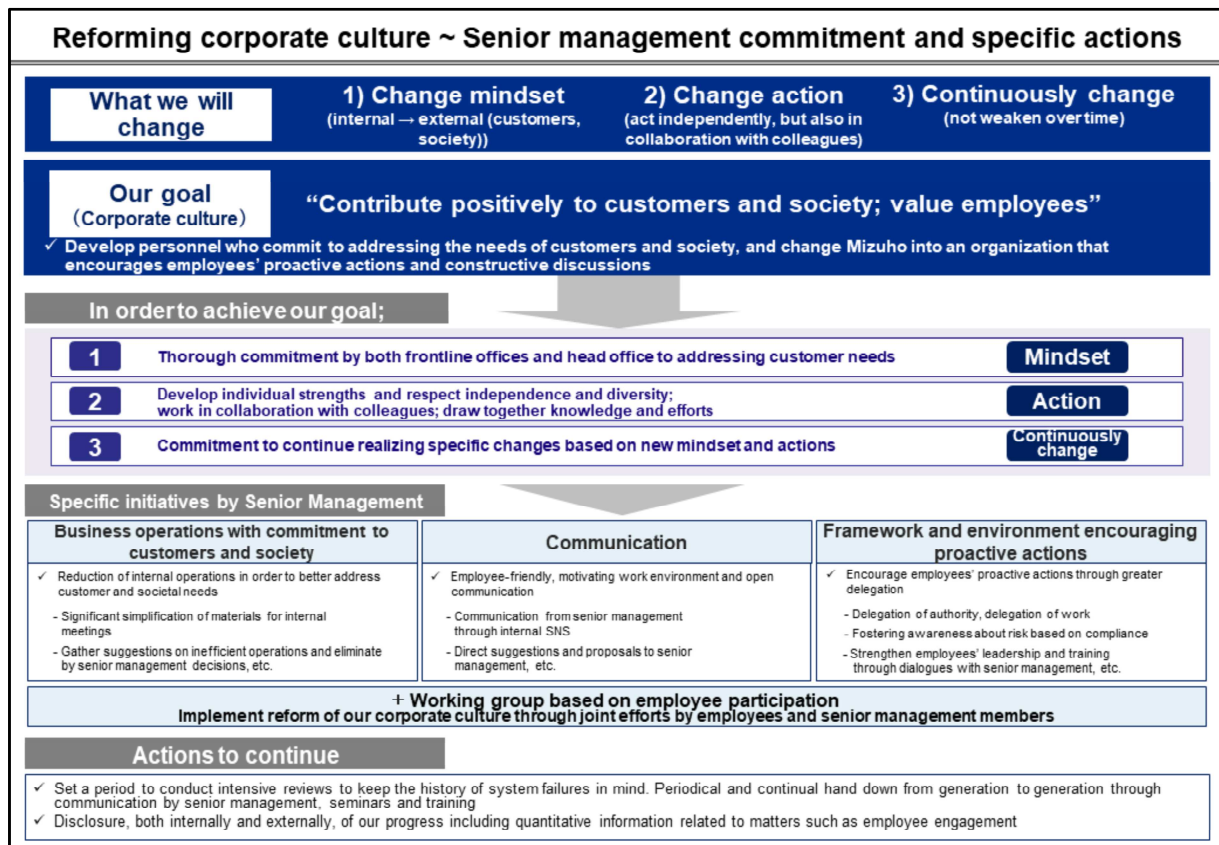 Reforming corporate culture ~ Senior management commitment and specific actions
What we will
change
1) Change mindset
(internal → external (customers,
society))
2) Change action
(act independently, but also in
collaboration with colleagues)
3) Continuously change
(not weaken over time)
Our goal
(Corporate culture)
“Contribute positively to customers and society; value employees”
✓ Develop personnel who commit to addressing the needs of customers and society, and change Mizuho into an organization that
encourages employees’ proactive actions and constructive discussions
In order to achieve our goal;
1
Thorough commitment by both frontline offices and head office to addressing customer needs
Mindset
2
Develop individual strengths and respect independence and diversity;
work in collaboration with colleagues; draw together knowledge and efforts
Action
3
Commitment to continue realizing specific changes based on new mindset and actions
Continuously
change
Specific initiatives by Senior Management
Business operations with commitment to
customers and society
✓ Reduction of internal operations in order to better address
customer and societal needs
- Significant simplification of materials for internal
meetings
- Gather suggestions on inefficient operations and eliminate
by senior management decisions, etc.
Communication
✓ Employee-friendly, motivating work environment and open
communication
- Communication from senior management
through internal SNS
- Direct suggestions and proposals to senior
management, etc.
Framework and environment encouraging
proactive actions
✓ Encourage employees’ proactive actions through greater
delegation
- Delegation of authority, delegation of work
- Fostering awareness about risk based on compliance
- Strengthen employees’ leadership and training
through dialogues with senior management, etc.
+ Working group based on employee participation
Implement reform of our corporate culture through joint efforts by employees and senior management members
Actions to continue
✓ Set a period to conduct intensive reviews to keep the history of system failures in mind. Periodical and continual hand down from generation to generation through
communication by senior management, seminars and training
✓ Disclosure, both internally and externally, of our progress including quantitative information related to matters such as employee engagement